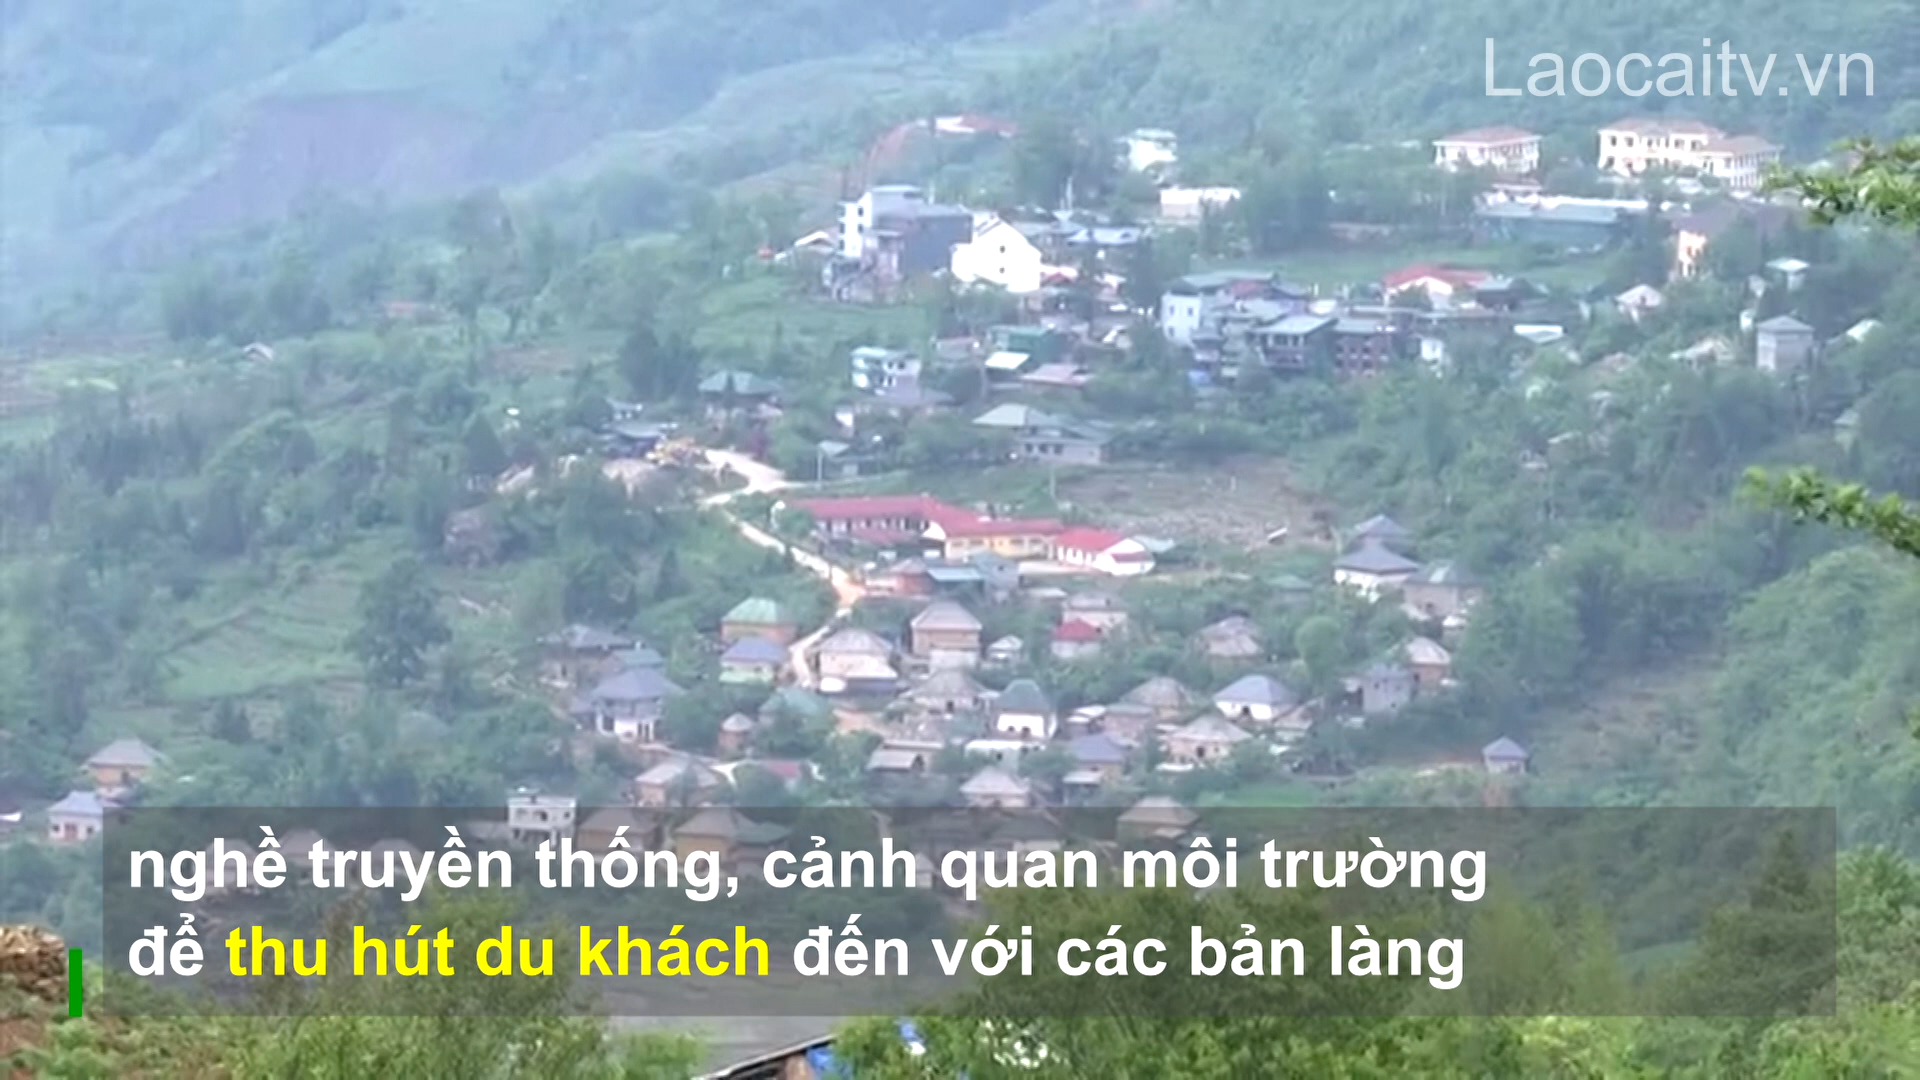 Laocaitv.vn
nghề truyền thống, cảnh quan môi trường
để thu hút du khách đến với các bản làng